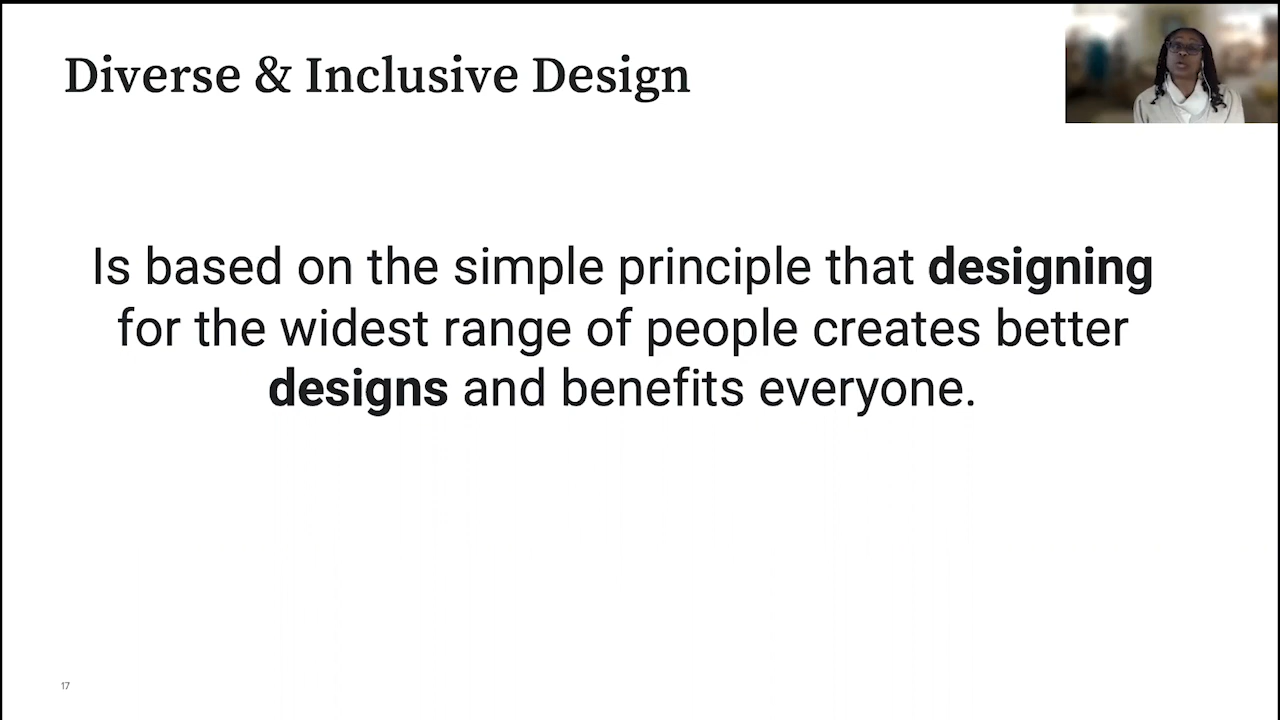 Diverse & Inclusive Design
Is based on the simple principle that designing
for the widest range of people creates better
designs and benefits everyone.
17